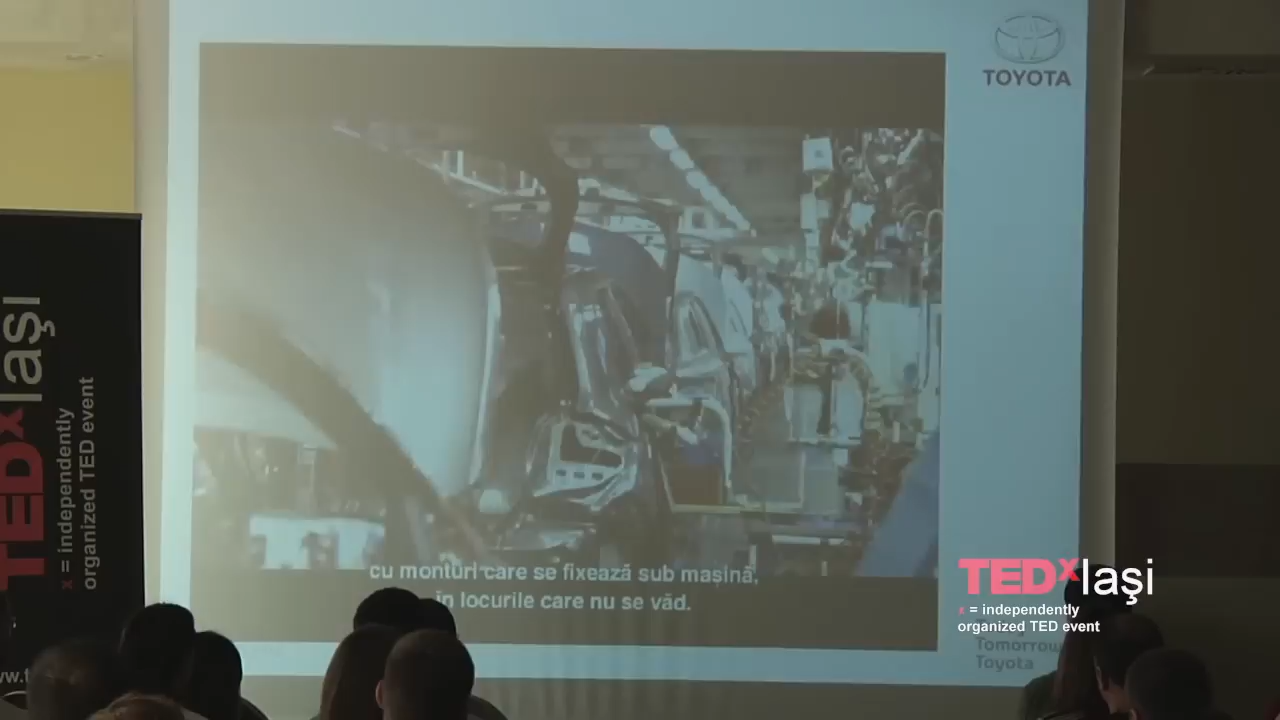 TOYOTA
TEDxIaşi
x = independently
organized TED event
cu monturi care se fixează sub mașină,
în locurile care nu se văd.
TEDxIaşi
x = independently
organized TED event
Tomorrow
Toyota